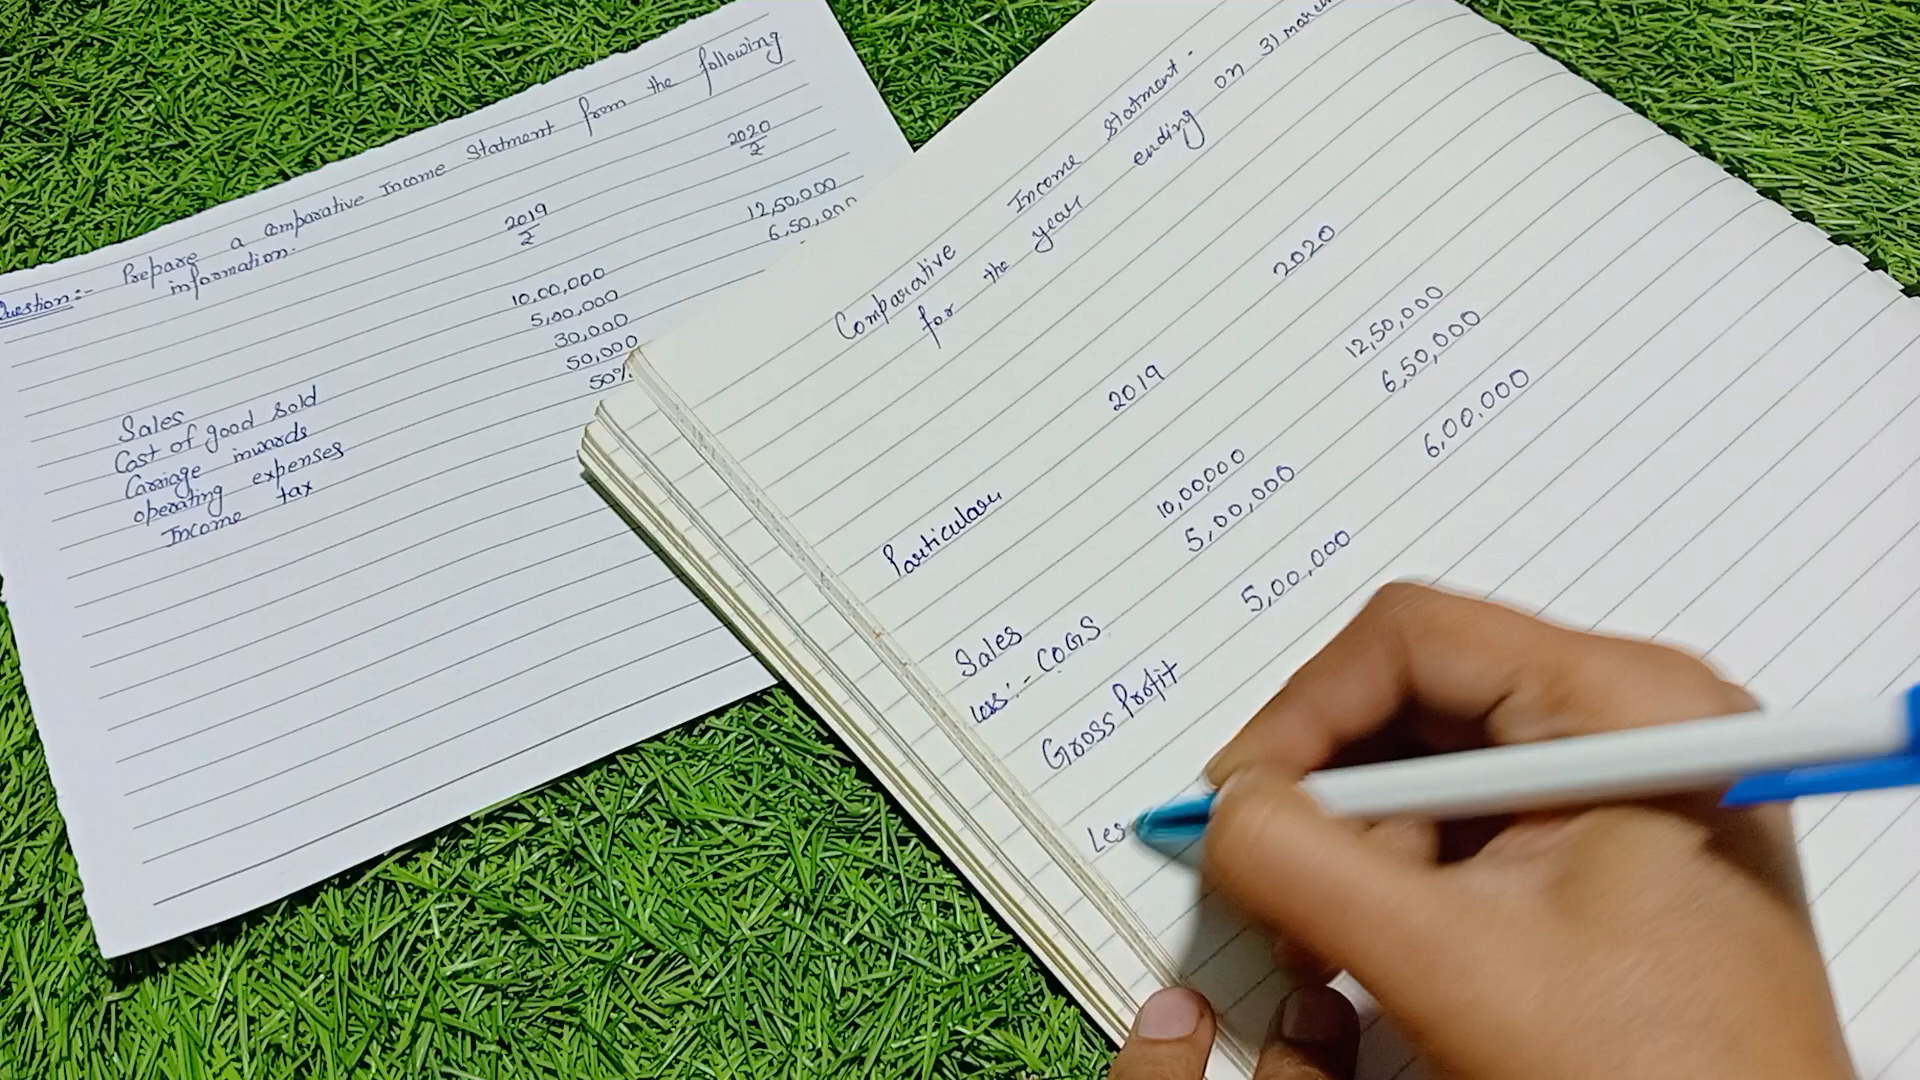 Question:- Prepare a comparative Income Statment from the following
information.
2019 2020
₹ ₹
Sales 10,00,000 12,50,000
Cost of good sold 5,00,000 6,50,000
Carriage inwards 30,000
operating expenses 50,000
Income tax 50%
Comparative Income Statment.
for the year ending on 31 march
Particulars 2019 2020
Sales 10,00,000 12,50,000
Less:- COGS 5,00,000 6,50,000
Gross Profit 5,00,000 6,00,000
Les